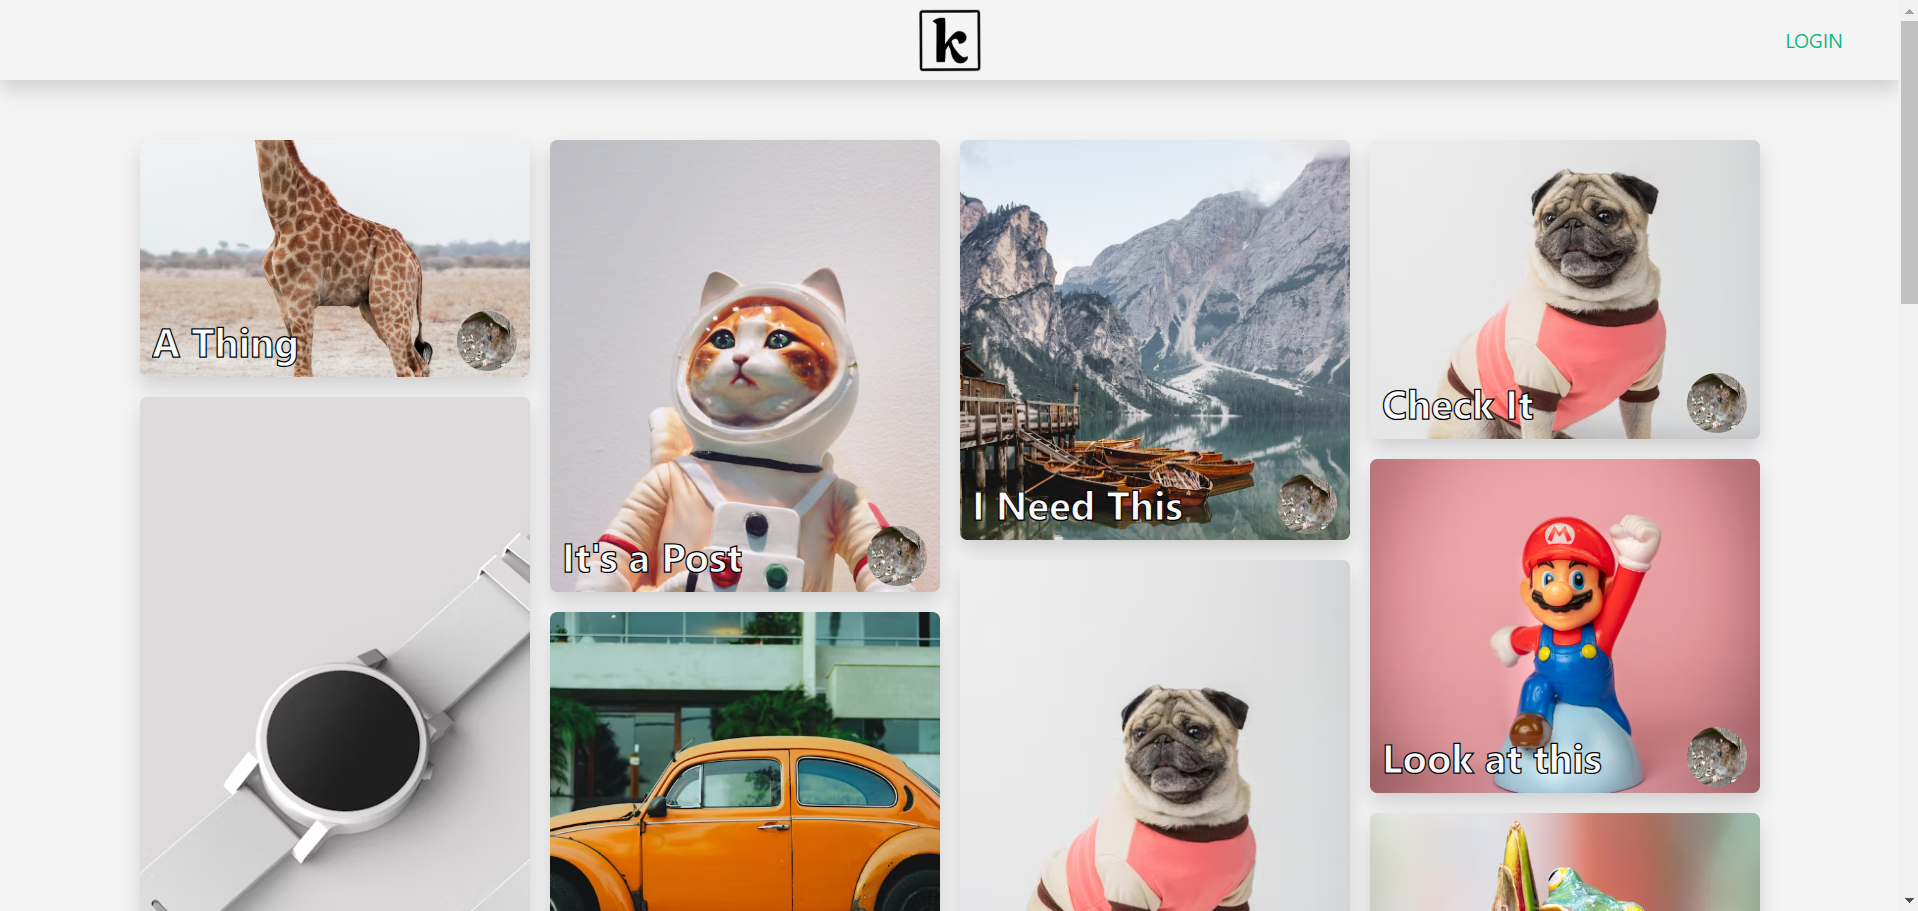 k
LOGIN
A Thing
It's a Post
I Need This
Check It
M
Look at this